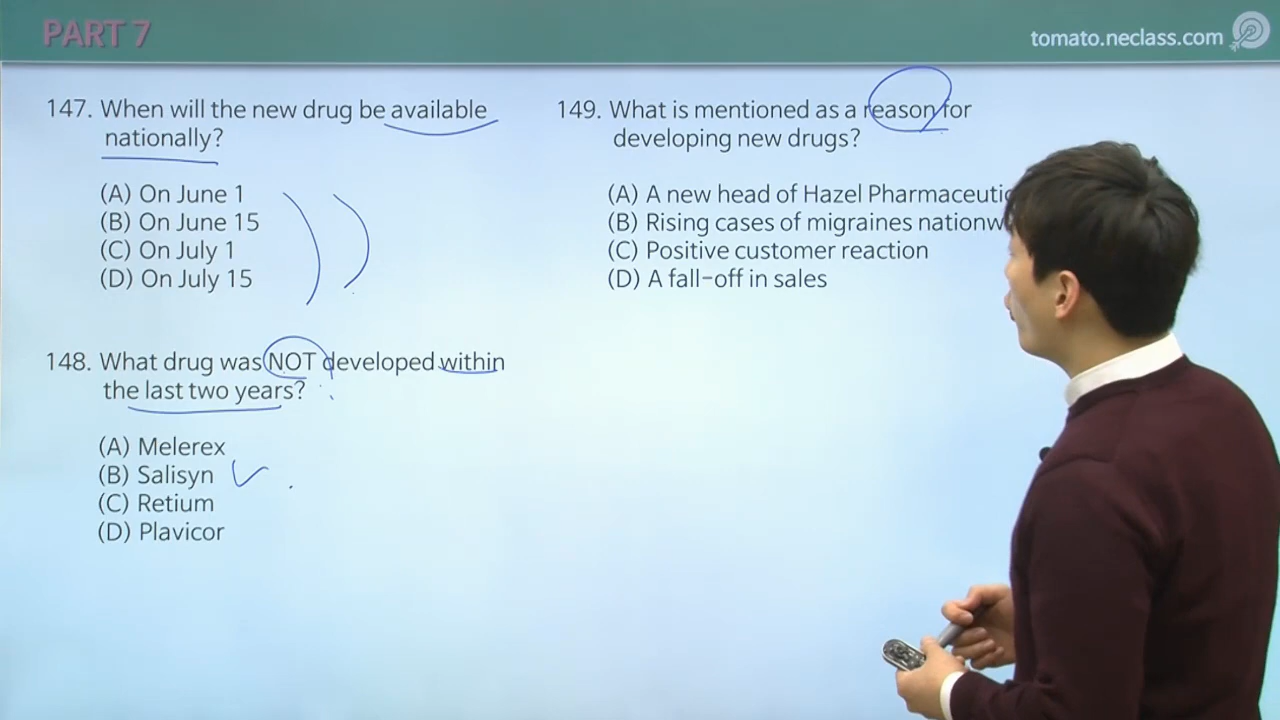 PART 7
tomato.neclass.com
147. When will the new drug be available
nationally?
(A) On June 1
(B) On June 15
(C) On July 1
(D) On July 15
148. What drug was NOT developed within
the last two years?
(A) Melerex
(B) Salisyn
(C) Retium
(D) Plavicor
149. What is mentioned as a reason for
developing new drugs?
(A) A new head of Hazel
(B) Rising cases of migraines
(C) Positive customer reaction
(D) A fall-off in sales